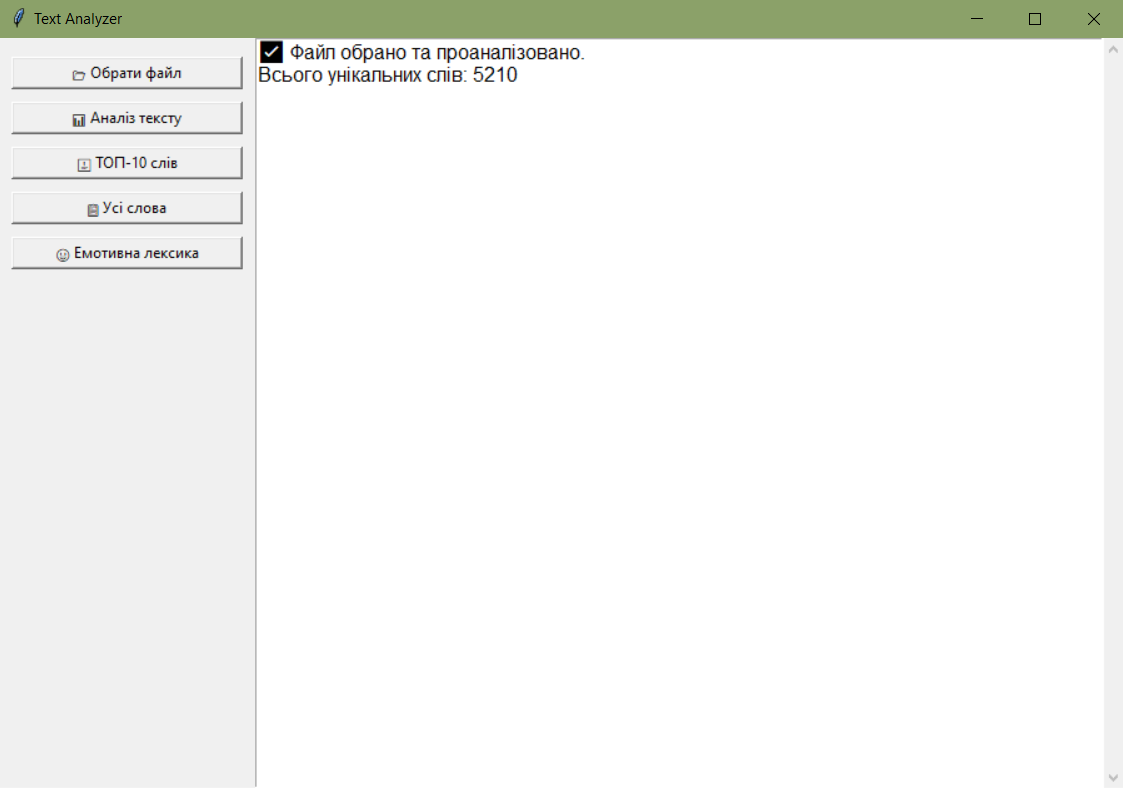 Text Analyzer
Обрати файл
Аналіз тексту
ТОП-10 слів
Усі слова
Емотивна лексика
Файл обрано та проаналізовано.
Всього унікальних слів: 5210